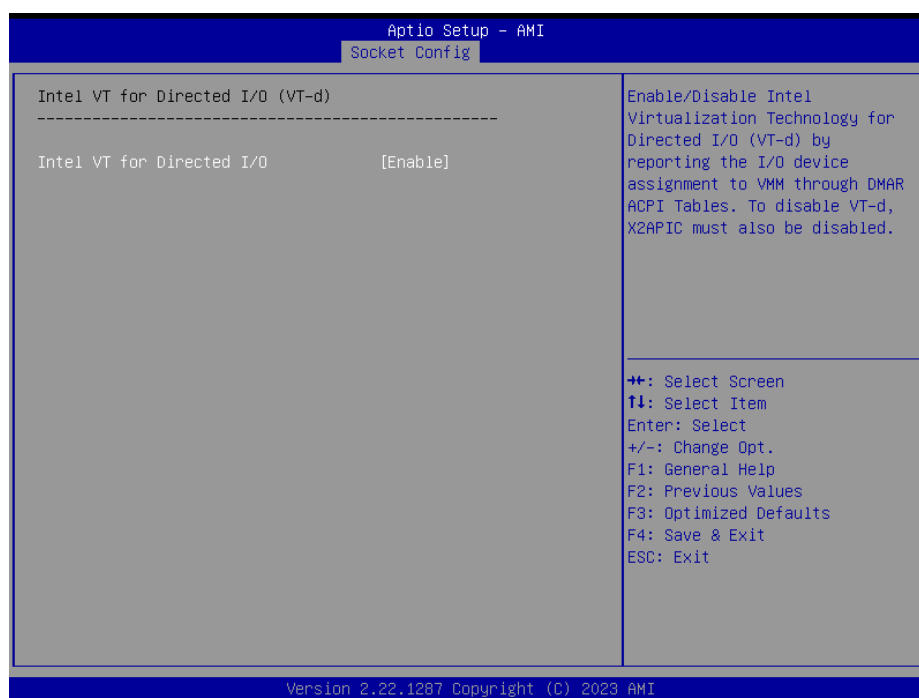 Aptio Setup - AMI
Socket Config
Intel VT for Directed I/O (VT-d)
--------------------------------------------------
Intel VT for Directed I/O [Enable]
Enable/Disable Intel
Virtualization Technology for
Directed I/O (VT-d) by
reporting the I/O device
assignment to VMM through DMAR
ACPI Tables. To disable VT-d,
X2APIC must also be disabled.
→←: Select Screen
↑↓: Select Item
Enter: Select
+/-: Change Opt.
F1: General Help
F2: Previous Values
F3: Optimized Defaults
F4: Save & Exit
ESC: Exit
Version 2.22.1287 Copyright (C) 2023 AMI